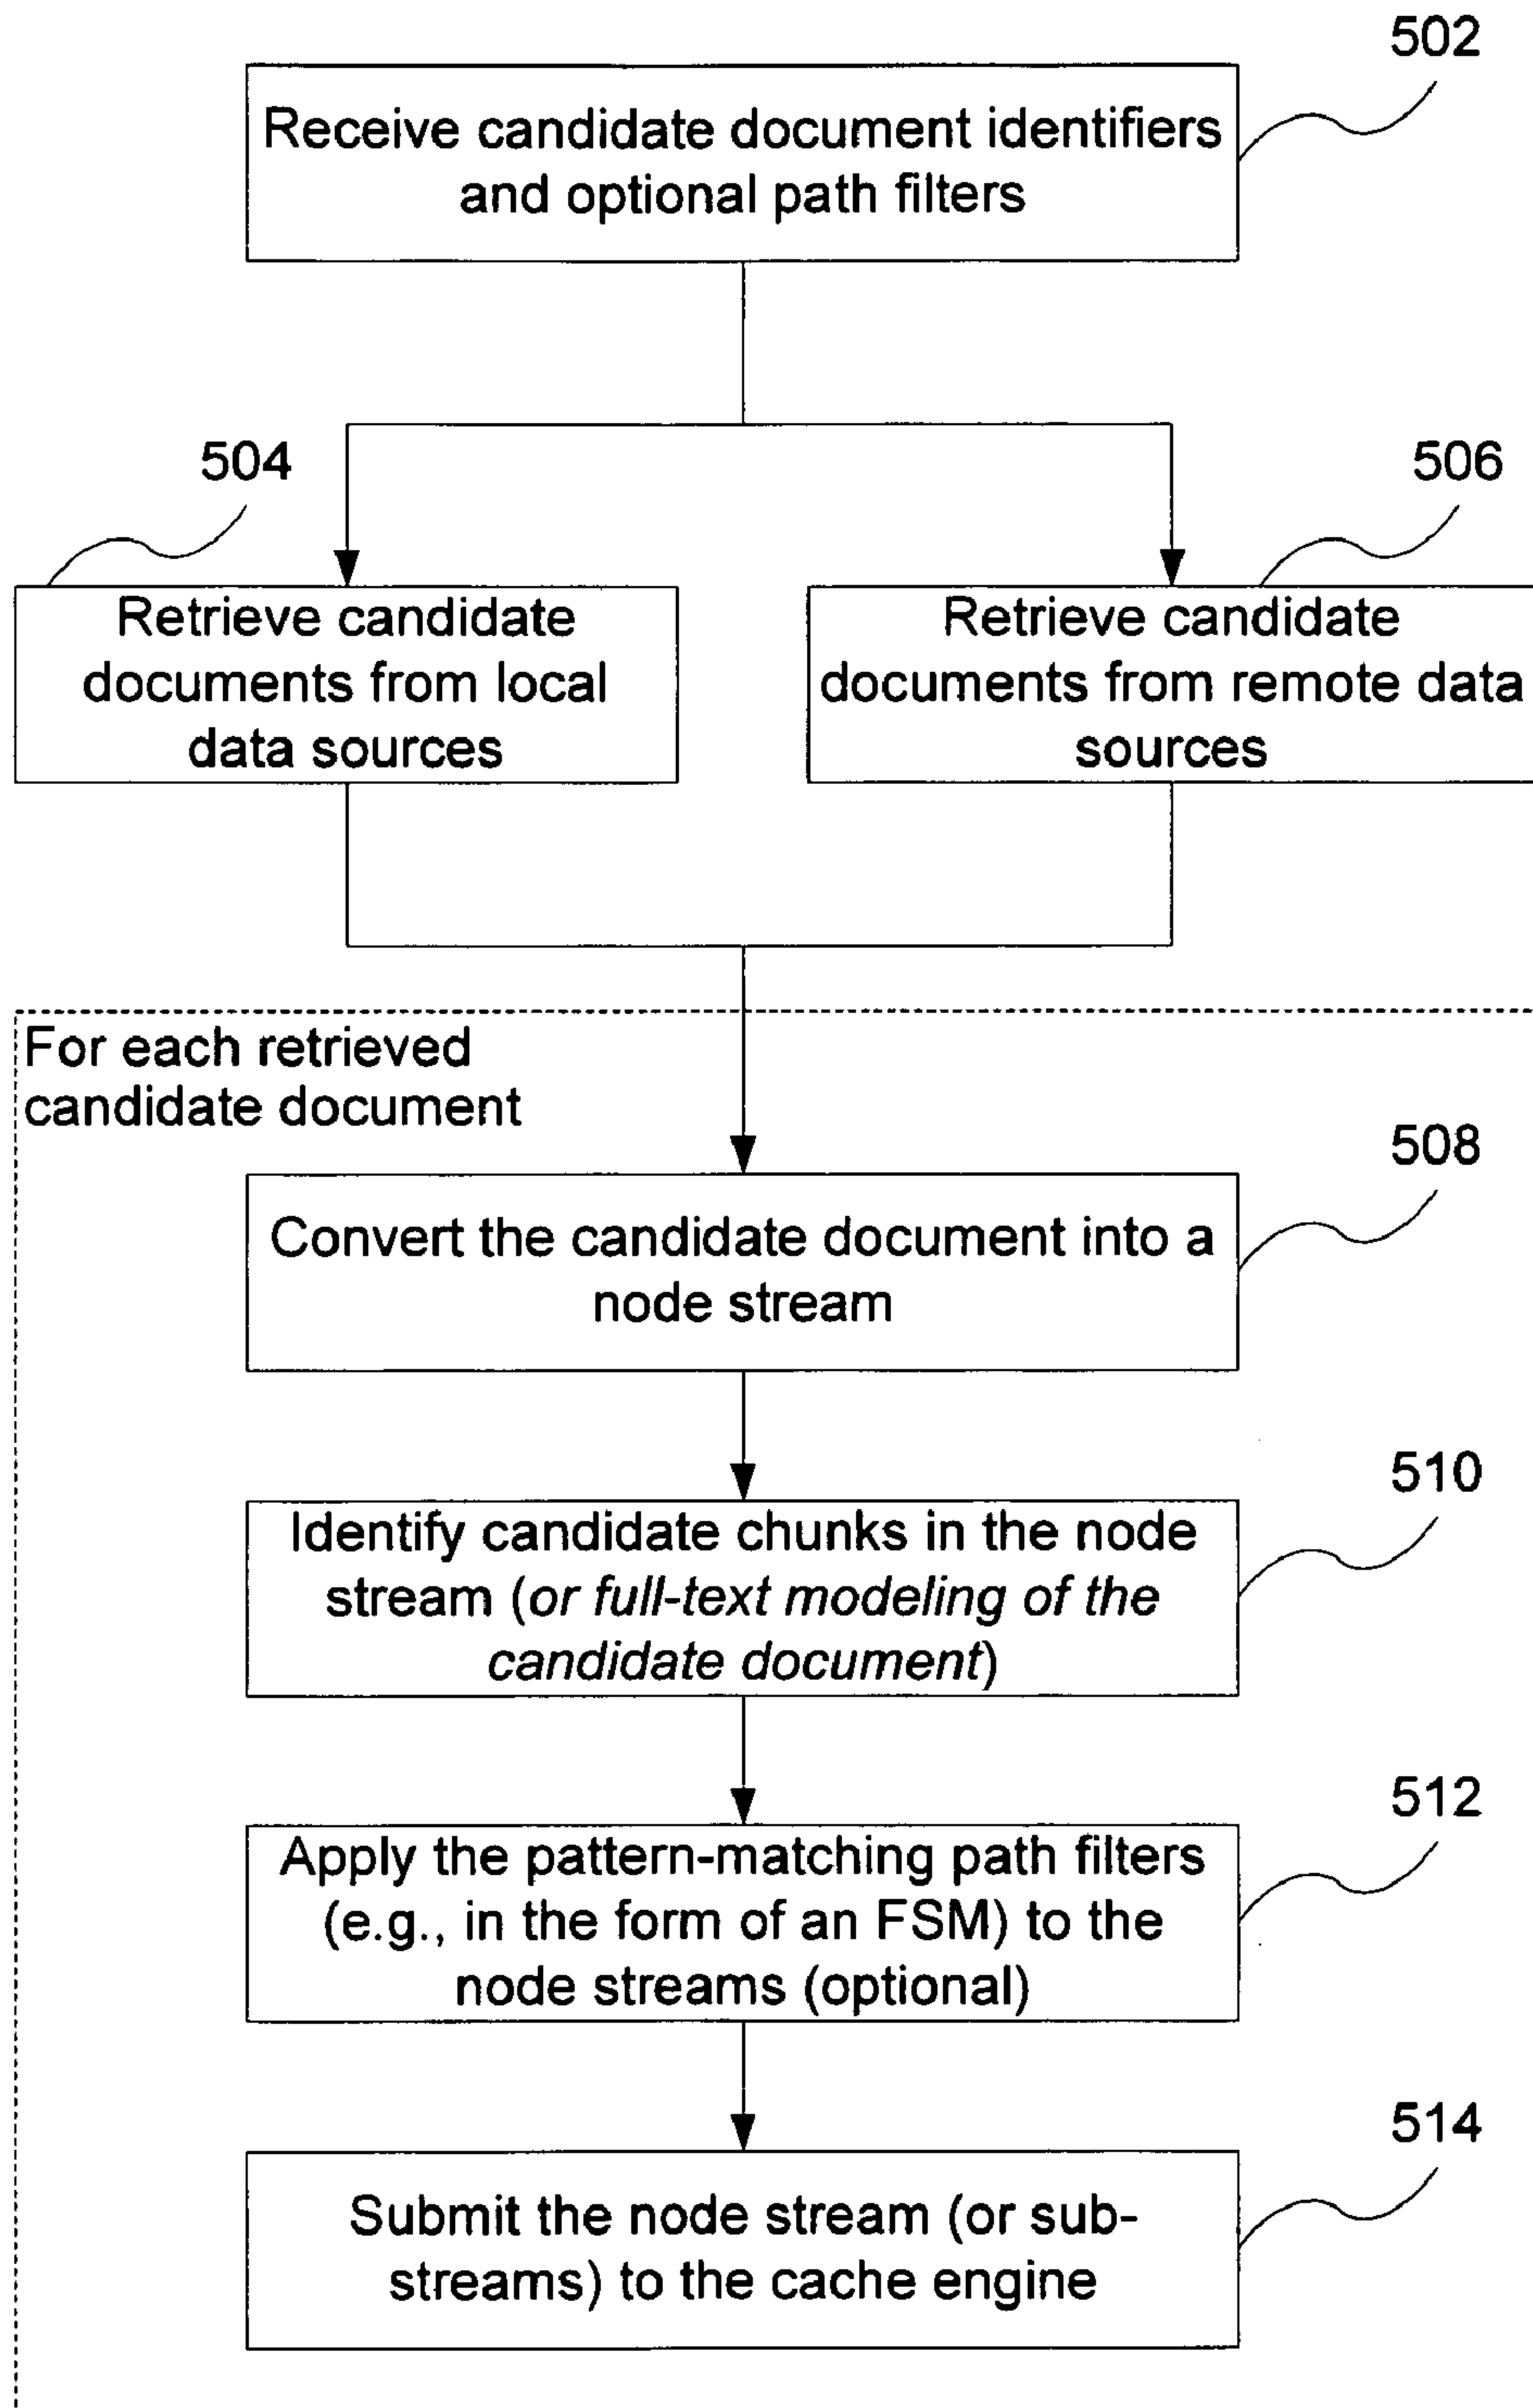 502
Receive candidate document identifiers
and optional path filters
504
506
Retrieve candidate
documents from local
data sources
Retrieve candidate
documents from remote data
sources
For each retrieved
candidate document
508
Convert the candidate document into a
node stream
510
Identify candidate chunks in the node
stream (or full-text modeling of the
candidate document)
512
Apply the pattern-matching path filters
(e.g., in the form of an FSM) to the
node streams (optional)
514
Submit the node stream (or sub-
streams) to the cache engine